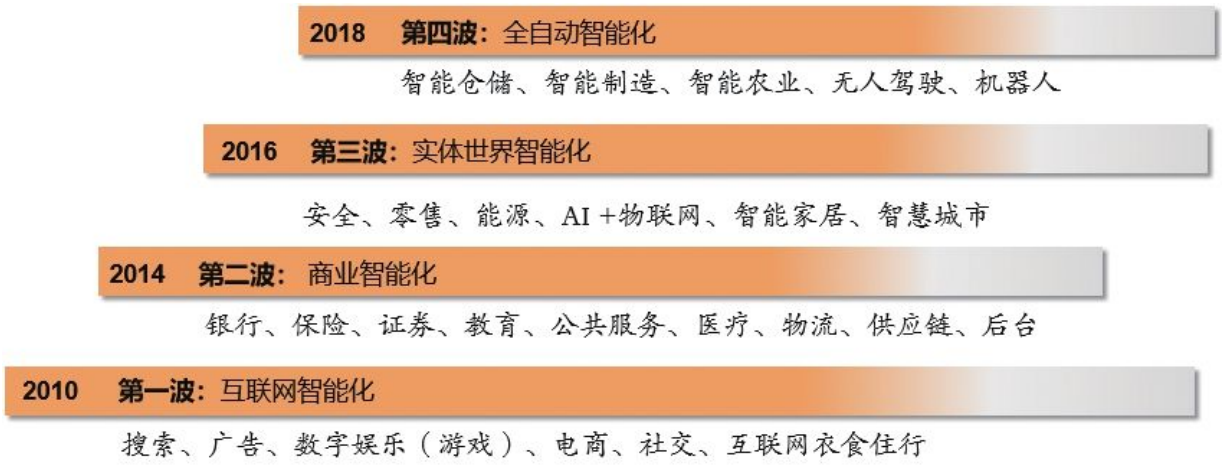 2018 第四波：全自动智能化
智能仓储、智能制造、智能农业、无人驾驶、机器人
2016 第三波：实体世界智能化
安全、零售、能源、AI +物联网、智能家居、智慧城市
2014 第二波： 商业智能化
银行、保险、证券、教育、公共服务、医疗、物流、供应链、后台
2010 第一波：互联网智能化
搜索、广告、数字娱乐（游戏）、电商、社交、互联网衣食住行